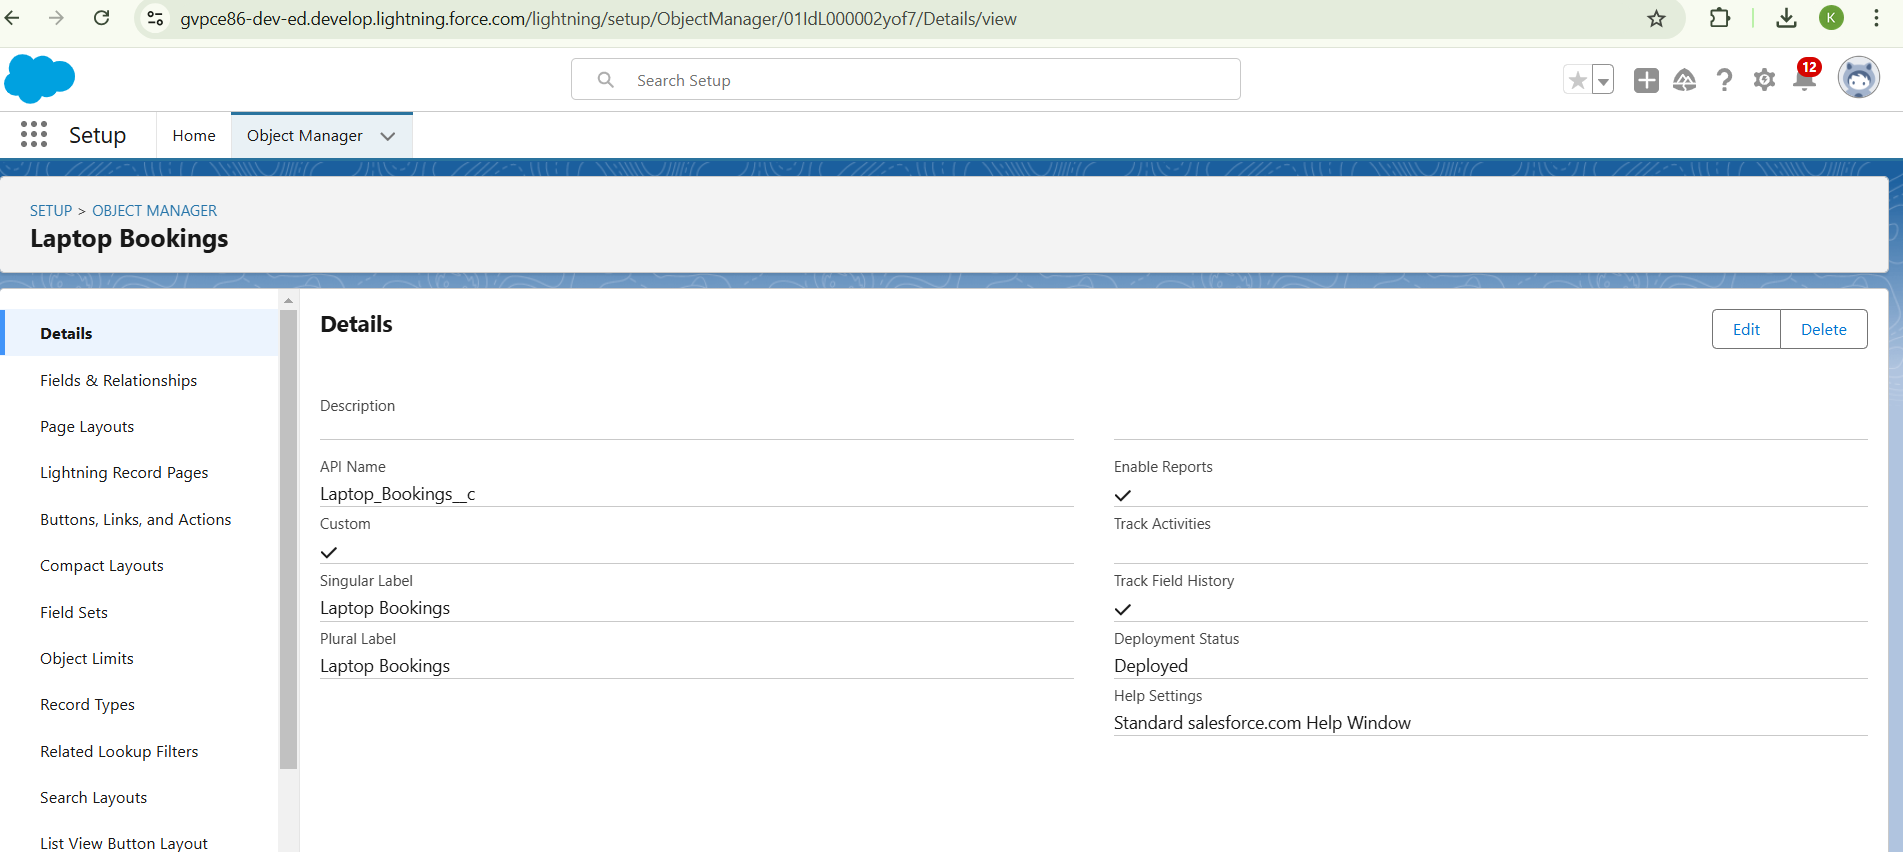 gvpce86-dev-ed.develop.lightning.force.com/lightning/setup/ObjectManager/01IdL000002yof7/Details/view
K
Search Setup
12
Setup
Home
Object Manager
SETUP > OBJECT MANAGER
Laptop Bookings
Details
Fields & Relationships
Page Layouts
Lightning Record Pages
Buttons, Links, and Actions
Compact Layouts
Field Sets
Object Limits
Record Types
Related Lookup Filters
Search Layouts
List View Button Layout
Details
Edit
Delete
Description
API Name
Laptop_Bookings__c
Custom
Singular Label
Laptop Bookings
Plural Label
Laptop Bookings
Enable Reports
Track Activities
Track Field History
Deployment Status
Deployed
Help Settings
Standard salesforce.com Help Window